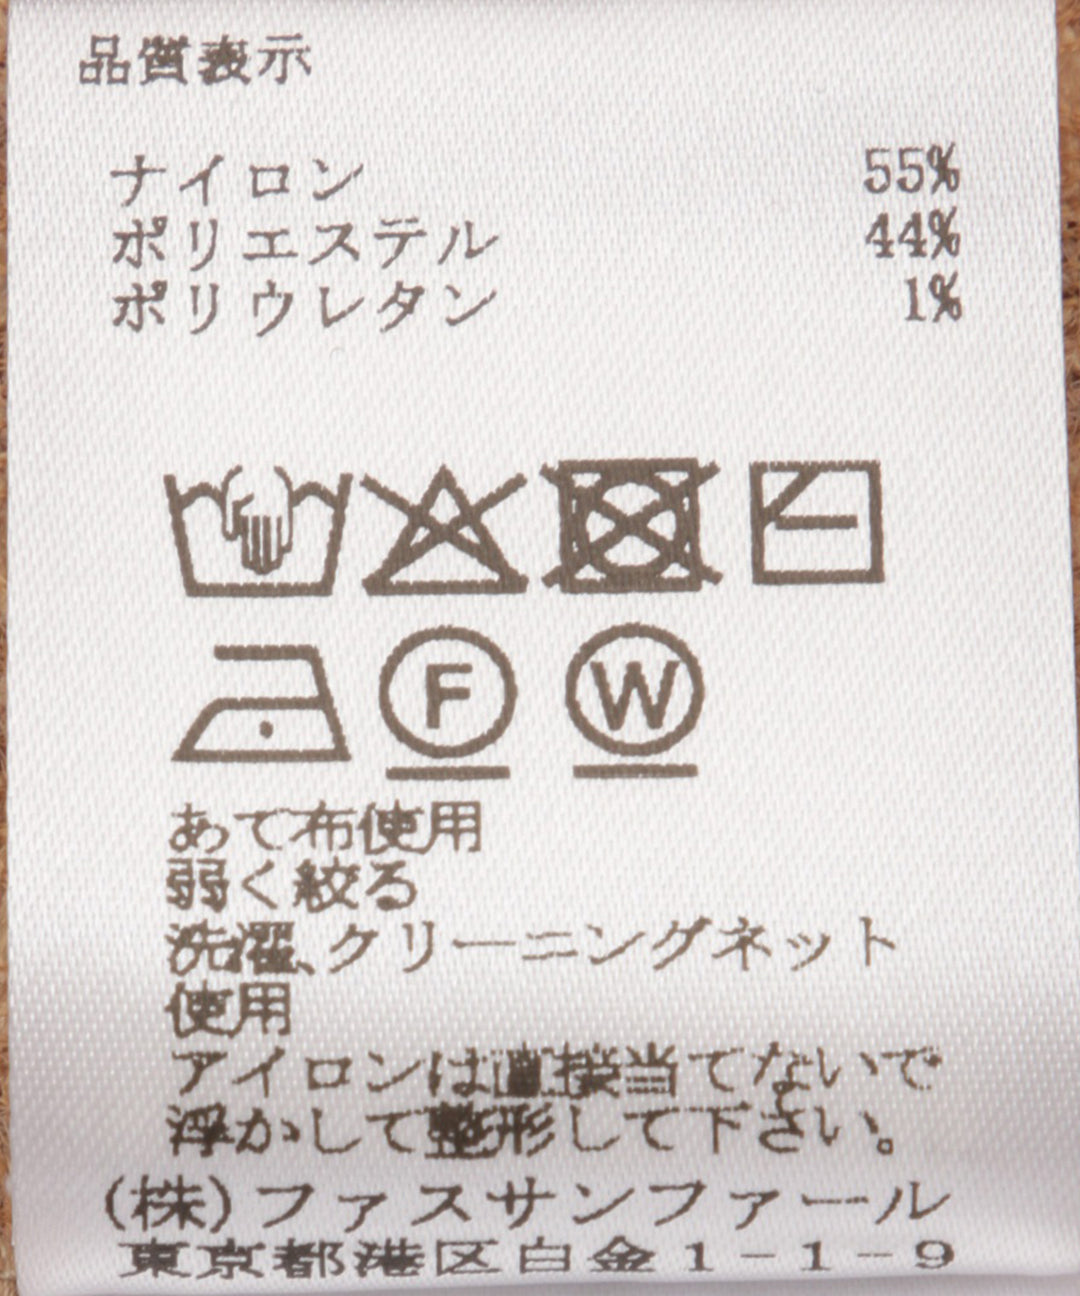 品質表示
ナイロン 55%
ポリエステル 44%
ポリウレタン 1%
F W
あて布使用
弱く絞る
洗濯、クリーニングネット
使用
アイロンは直接当てないで
浮かして整形して下さい。
(株)ファスサンファール
東京都港区白金1-1-9